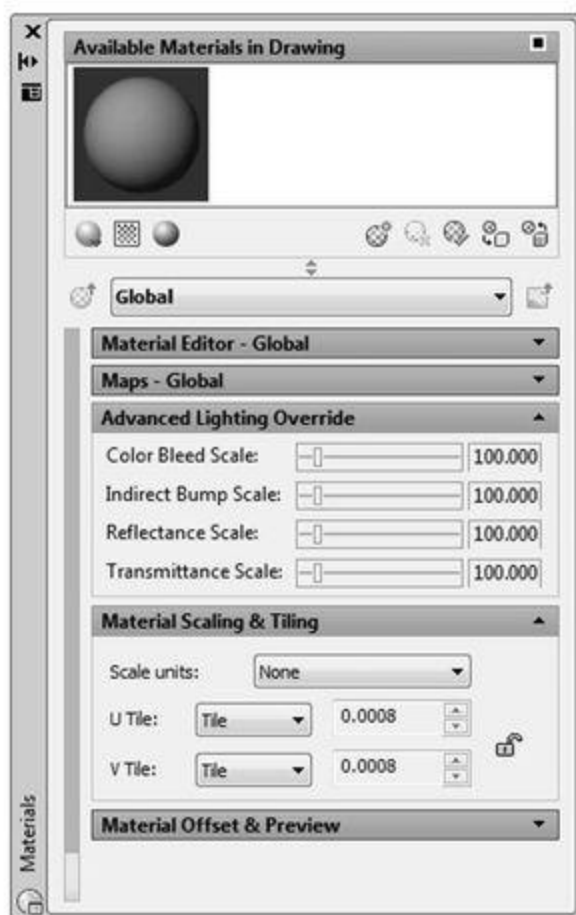 Available Materials in Drawing
Global
Material Editor - Global
Maps - Global
Advanced Lighting Override
Color Bleed Scale: 100.000
Indirect Bump Scale: 100.000
Reflectance Scale: 100.000
Transmittance Scale: 100.000
Material Scaling & Tiling
Scale units: None
U Tile: Tile 0.0008
V Tile: Tile 0.0008
Material Offset & Preview
Materials